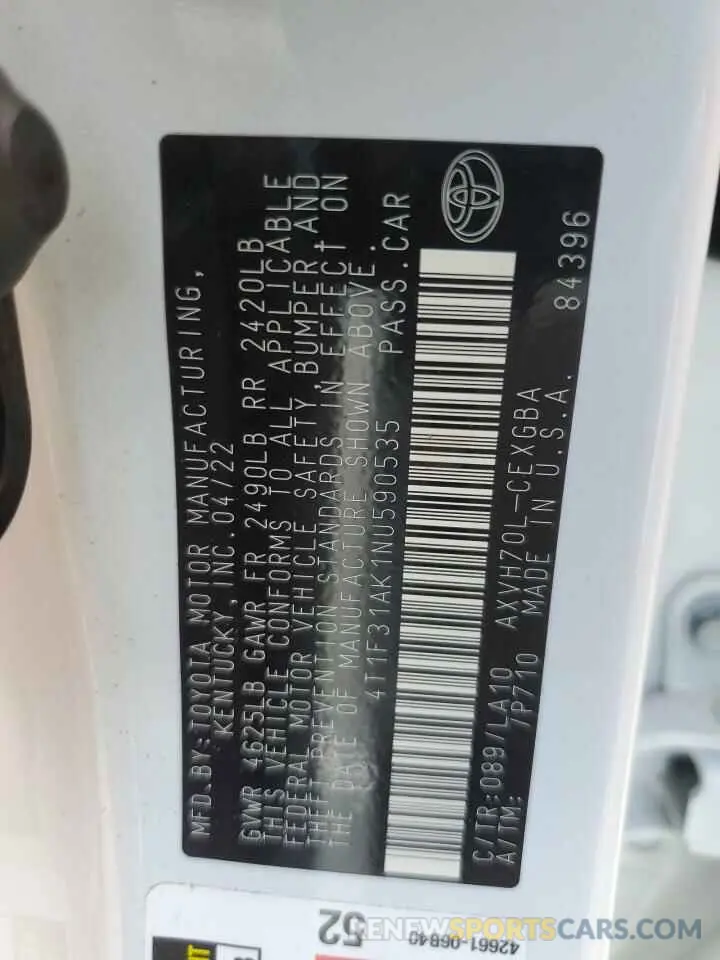 MFD. BY: TOYOTA MOTOR MANUFACTURING,
KENTUCKY, INC. 04/22
GVWR 4625LB GAWR FR 2490LB RR 2420LB
THIS VEHICLE CONFORMS TO ALL APPLICABLE
FEDERAL MOTOR VEHICLE SAFETY, BUMPER, AND
THEFT PREVENTION STANDARDS IN EFFECT ON
THE DATE OF MANUFACTURE SHOWN ABOVE.
4T1F31AK1NU590535 PASS.CAR
C/TR: 089/LA10 AXVH70L-CEXGBA
A/TM: /P710 MADE IN U.S.A. 84396
52
42661-06840
RENEWSPORTSCARS.COM